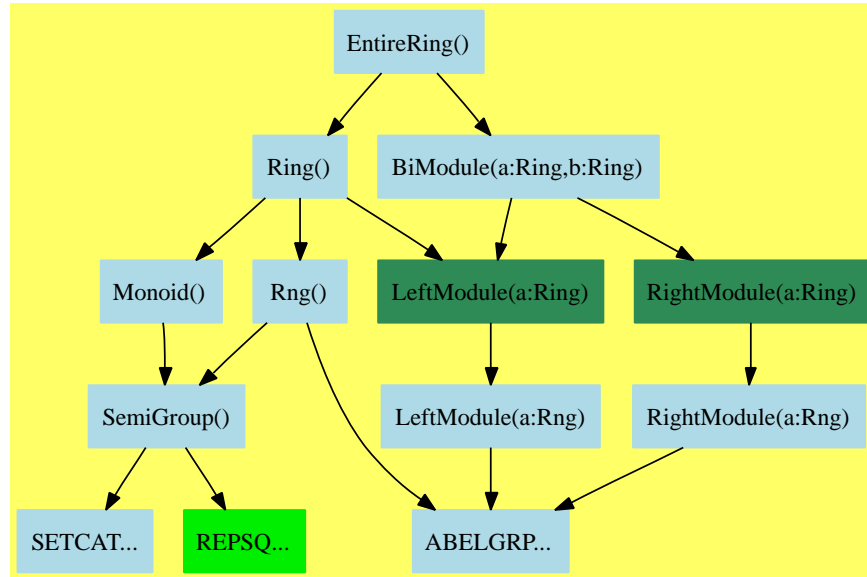 EntireRing()
Ring()
BiModule(a:Ring,b:Ring)
Monoid()
Rng()
LeftModule(a:Ring)
RightModule(a:Ring)
SemiGroup()
LeftModule(a:Rng)
RightModule(a:Rng)
SETCAT...
REPSQ...
ABELGRP...